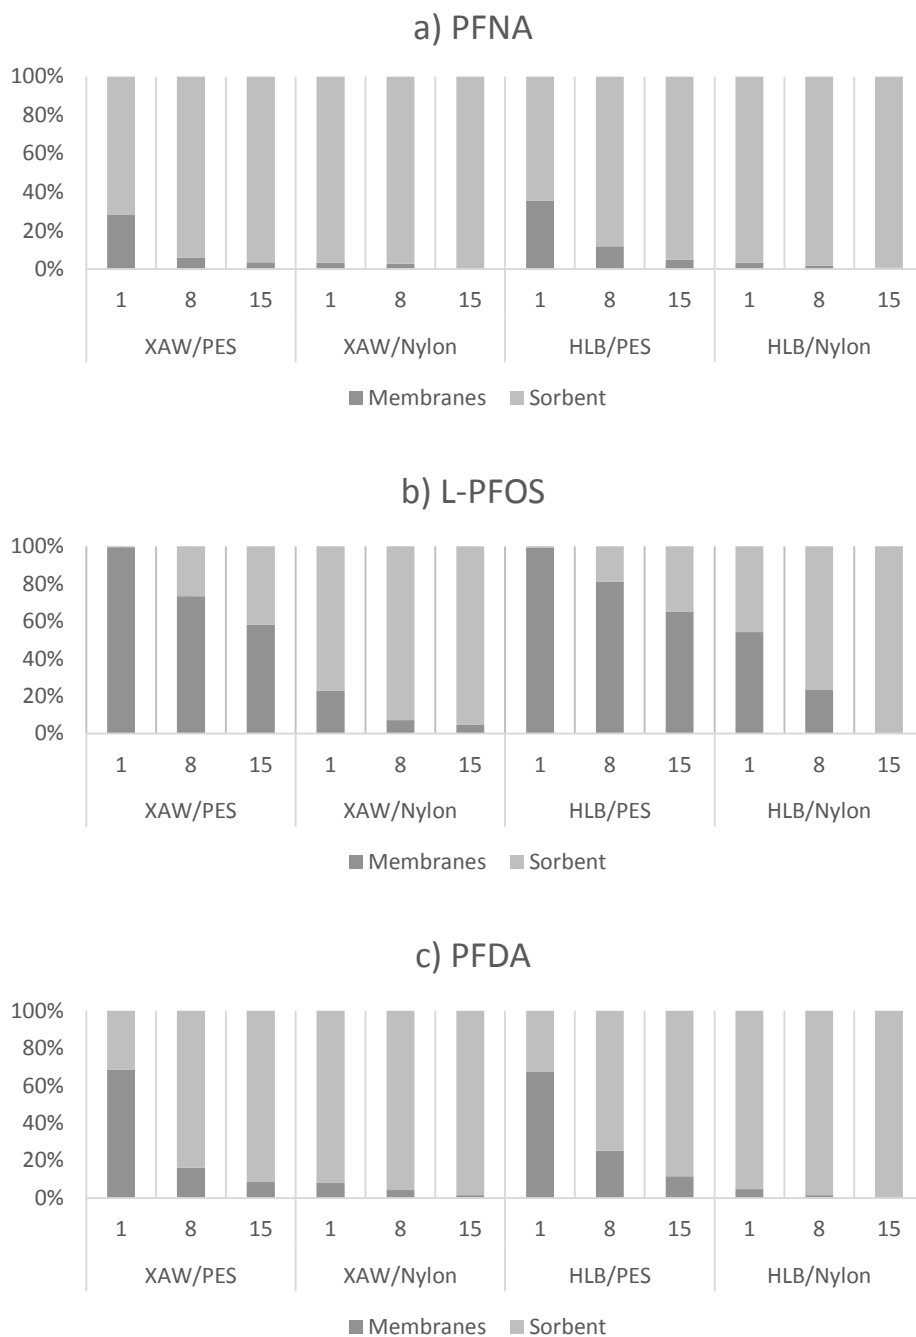 a) PFNA
100%
80%
60%
40%
20%
0%
1 8 15 1 8 15 1 8 15 1 8 15
XAW/PES XAW/Nylon HLB/PES HLB/Nylon
Membranes Sorbent
b) L-PFOS
100%
80%
60%
40%
20%
0%
1 8 15 1 8 15 1 8 15 1 8 15
XAW/PES XAW/Nylon HLB/PES HLB/Nylon
Membranes Sorbent
c) PFDA
100%
80%
60%
40%
20%
0%
1 8 15 1 8 15 1 8 15 1 8 15
XAW/PES XAW/Nylon HLB/PES HLB/Nylon
Membranes Sorbent